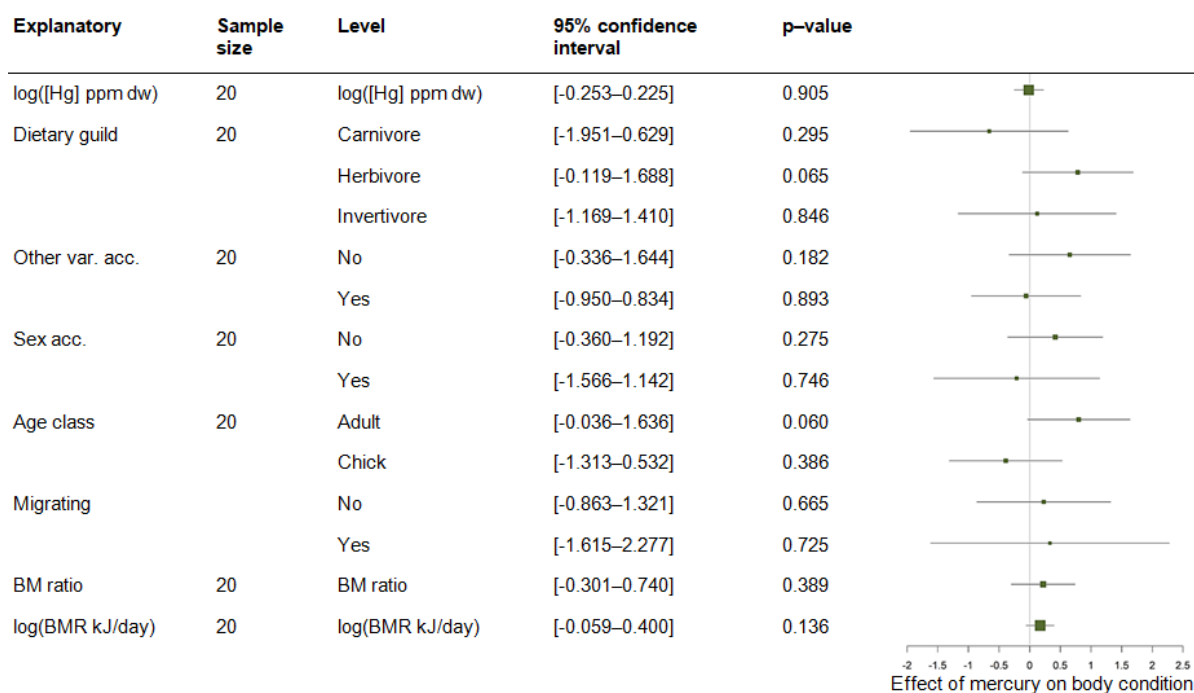 Explanatory Sample size Level 95% confidence interval p–value
log([Hg] ppm dw) 20 log([Hg] ppm dw) [-0.253–0.225] 0.905
Dietary guild 20 Carnivore [-1.951–0.629] 0.295
Herbivore [-0.119–1.688] 0.065
Invertivore [-1.169–1.410] 0.846
Other var. acc. 20 No [-0.336–1.644] 0.182
Yes [-0.950–0.834] 0.893
Sex acc. 20 No [-0.360–1.192] 0.275
Yes [-1.566–1.142] 0.746
Age class 20 Adult [-0.036–1.636] 0.060
Chick [-1.313–0.532] 0.386
Migrating No [-0.863–1.321] 0.665
Yes [-1.615–2.277] 0.725
BM ratio 20 BM ratio [-0.301–0.740] 0.389
log(BMR kJ/day) 20 log(BMR kJ/day) [-0.059–0.400] 0.136
-2 -1.5 -1 -0.5 0 0.5 1 1.5 2 2.5
Effect of mercury on body condition